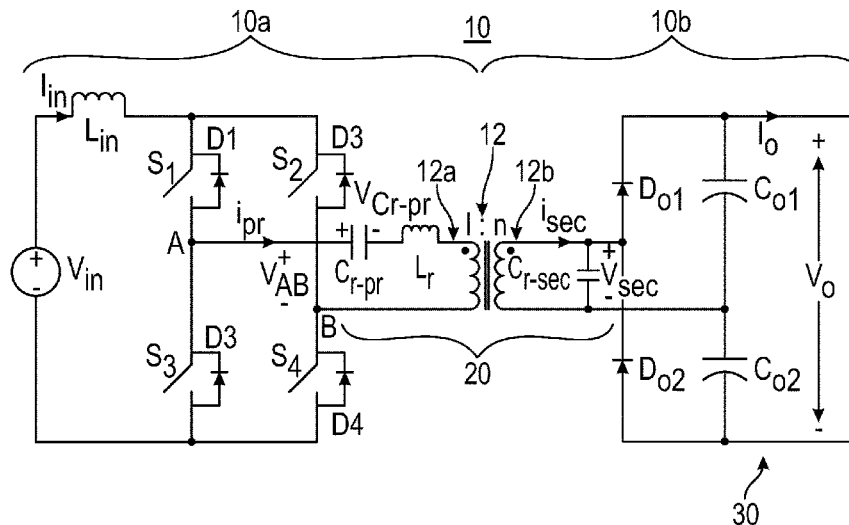 10a
10
10b
I_in
L_in
D1
D3
I_o
+
S_1
S_2
V_Cr-pr
12a
12
12b
D_o1
C_o1
i_pr
+
-
l : n
i_sec
A
+
V_in
-
V_AB
+
-
C_r-pr
L_r
C_r-sec
+
V_sec
-
V_o
B
S_3
D3
S_4
20
D_o2
C_o2
D4
-
30